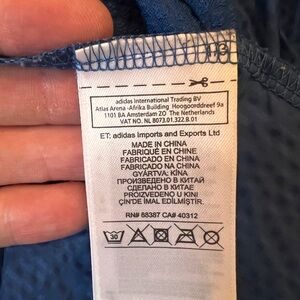 adidas International Trading BV
Atlas Arena -Afrika Building Hoogoorddreef 9a
1101 BA Amsterdam ZO The Netherlands
VAT NO. NL 8073.01.322.B.01
ET: adidas Imports and Exports Ltd
MADE IN CHINA
FABRIQUÉ EN CHINE
FABRICADO EN CHINA
FABRICADO NA CHINA
GYÁRTVA: KÍNA
ПРОИЗВЕДЕНО В КИТАЙ
СДЕЛАНО В КИТАЕ
PROIZVEDENO U KINI
ÇİN'DE İMAL EDİLMİŞTİR.
RN# 88387 CA# 40312
30